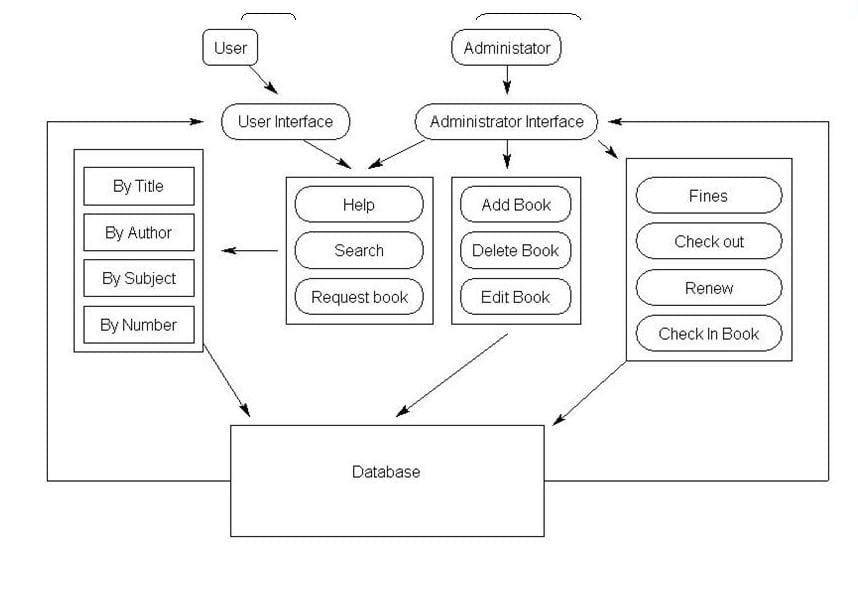 User
Administator
User Interface
Administrator Interface
By Title
By Author
By Subject
By Number
Help
Search
Request book
Add Book
Delete Book
Edit Book
Fines
Check out
Renew
Check In Book
Database